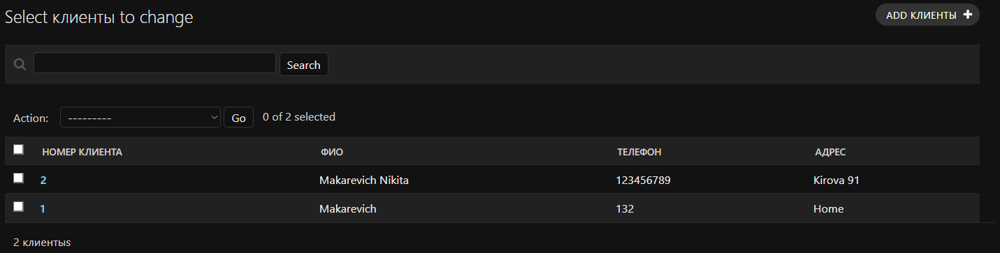 Select клиенты to change
ADD КЛИЕНТЫ +
Search
Action: --------- Go 0 of 2 selected
НОМЕР КЛИЕНТА ФИО ТЕЛЕФОН АДРЕС
2 Makarevich Nikita 123456789 Kirova 91
1 Makarevich 132 Home
2 клиентыs